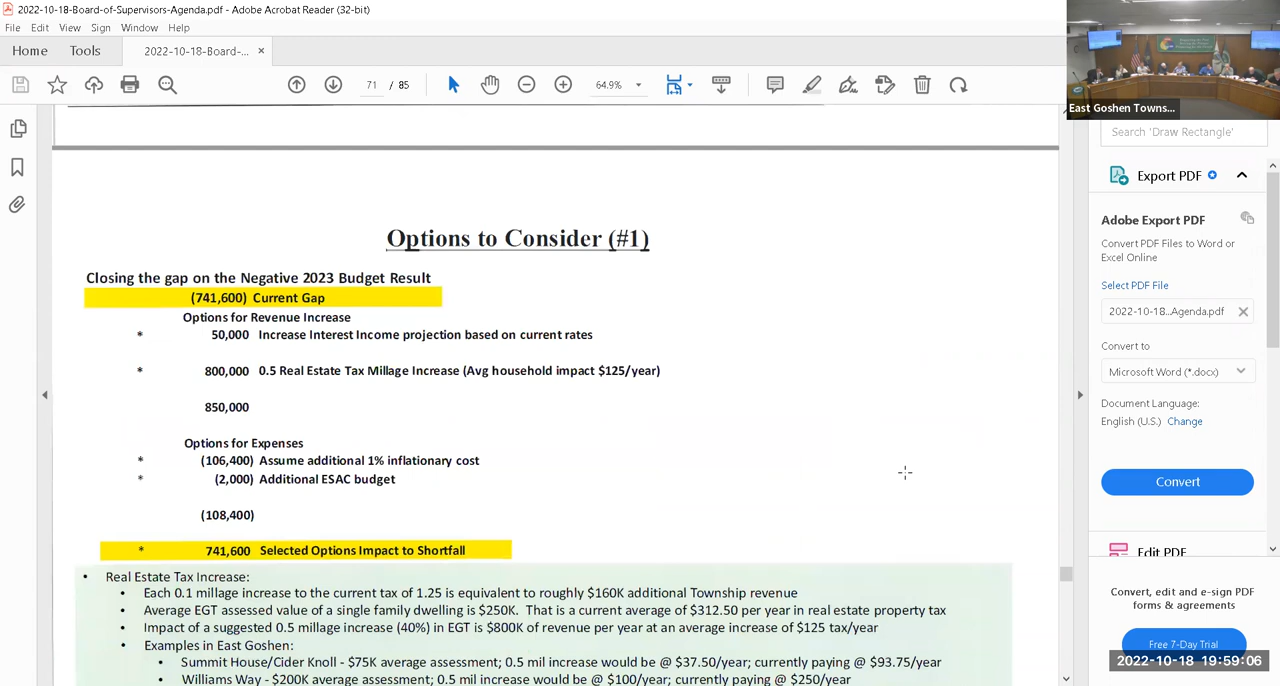 2022-10-18-Board-of-Supervisors-Agenda.pdf - Adobe Acrobat Reader (32-bit)
File Edit View Sign Window Help
Home Tools 2022-10-18-Board-... ×
71 / 85 64.9%
East Goshen Towns...
Search 'Draw Rectangle'
Export PDF
Adobe Export PDF
Convert PDF Files to Word or
Excel Online
Select PDF File
2022-10-18...Agenda.pdf
Convert to
Microsoft Word (*.docx)
Document Language:
English (U.S.) Change
Convert
Edit PDF
Convert, edit and e-sign PDF
forms & agreements
Free 7-Day Trial
2022-10-18 19:59:06
Options to Consider (#1)
Closing the gap on the Negative 2023 Budget Result
(741,600) Current Gap
Options for Revenue Increase
* 50,000 Increase Interest Income projection based on current rates
* 800,000 0.5 Real Estate Tax Millage Increase (Avg household impact $125/year)
850,000
Options for Expenses
* (106,400) Assume additional 1% inflationary cost
* (2,000) Additional ESAC budget
(108,400)
* 741,600 Selected Options Impact to Shortfall
• Real Estate Tax Increase:
• Each 0.1 millage increase to the current tax of 1.25 is equivalent to roughly $160K additional Township revenue
• Average EGT assessed value of a single family dwelling is $250K. That is a current average of $312.50 per year in real estate property tax
• Impact of a suggested 0.5 millage increase (40%) in EGT is $800K of revenue per year at an average increase of $125 tax/year
• Examples in East Goshen:
• Summit House/Cider Knoll - $75K average assessment; 0.5 mil increase would be @ $37.50/year; currently paying @ $93.75/year
• Williams Way - $200K average assessment; 0.5 mil increase would be @ $100/year; currently paying @ $250/year